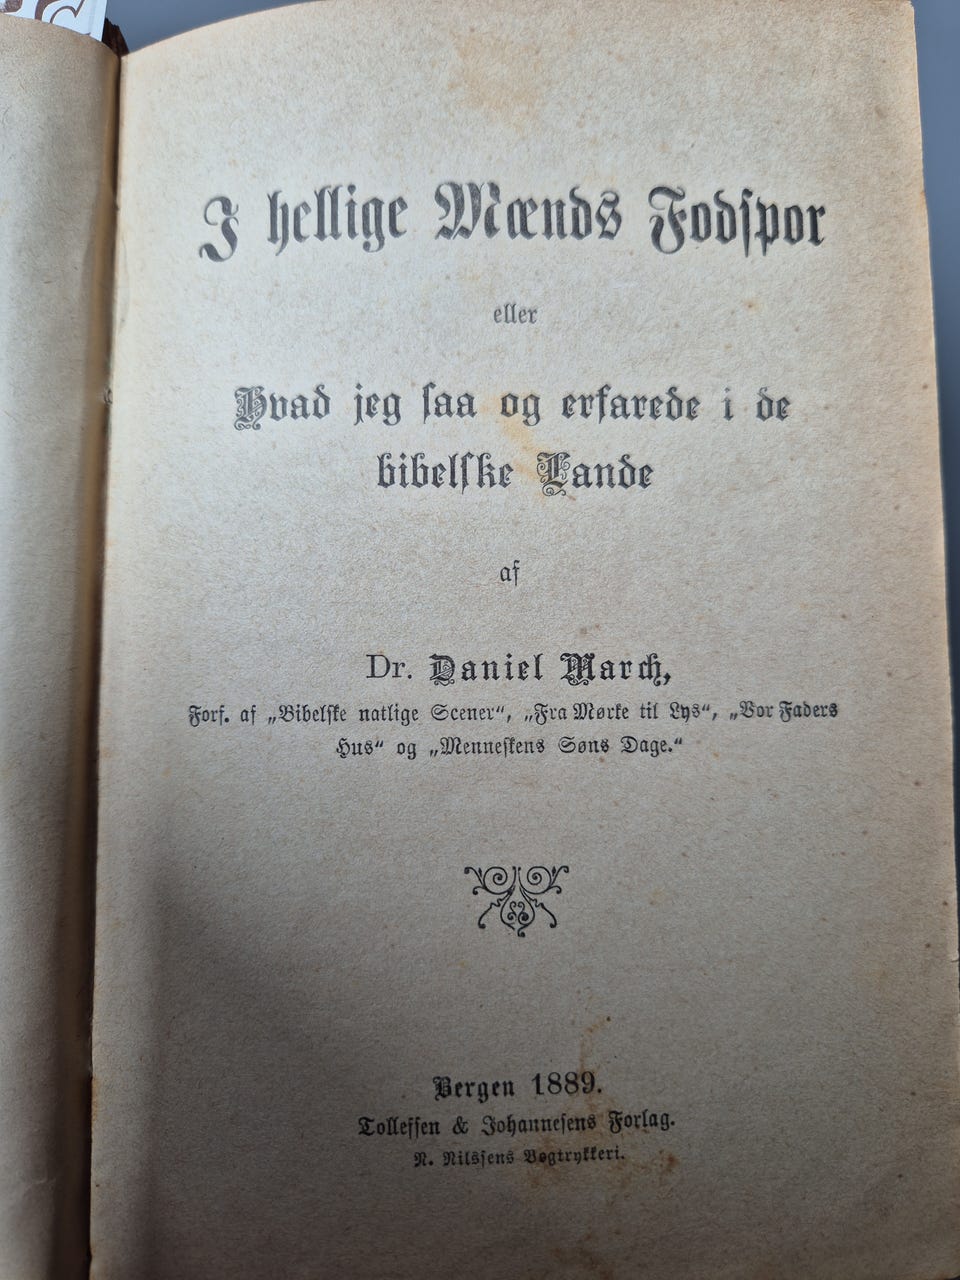 I hellige Mænds Fodspor
eller
Hvad jeg saa og erfarede i de
bibelske Lande
af
Dr. Daniel March,
Forf. af „Bibelske natlige Scener“, „Fra Mørke til Lys“, „Vor Faders
Hus“ og „Menneskens Søns Dage.“
Bergen 1889.
Tollefsen & Johannesens Forlag.
N. Nilssens Bogtrykkeri.